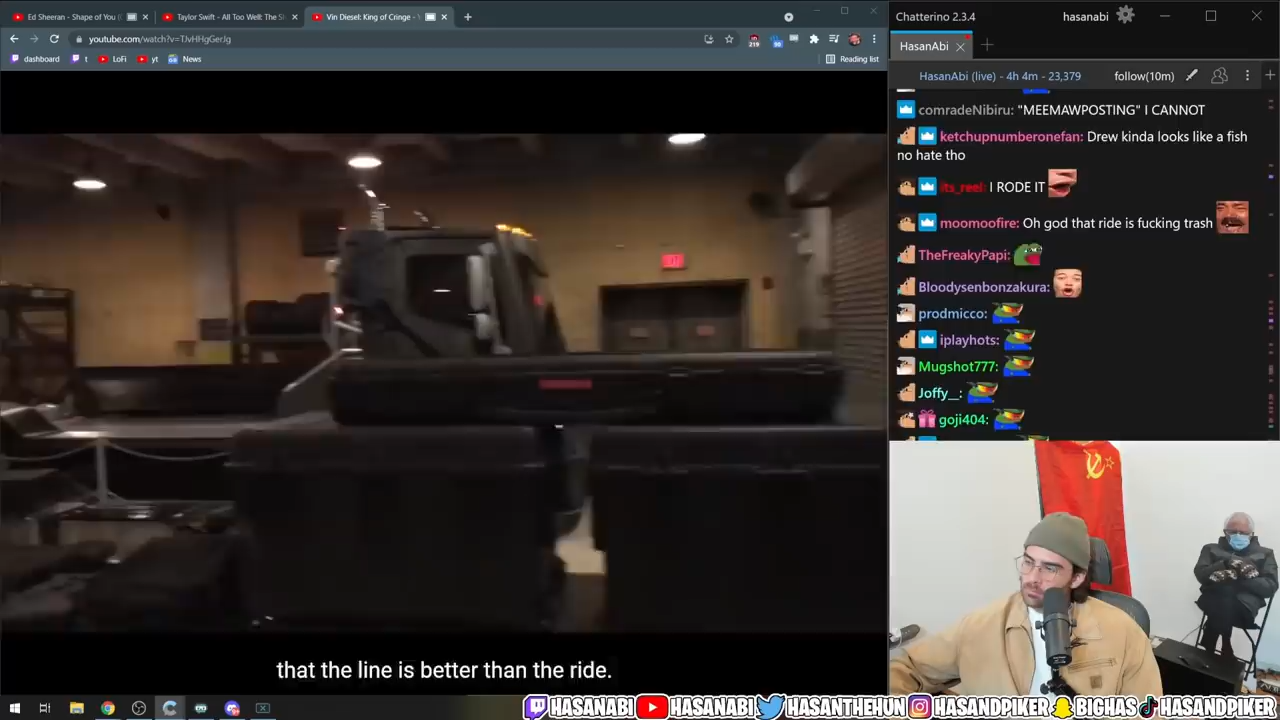 Ed Sheeran - Shape of You (
Taylor Swift - All Too Well: The S
Vin Diesel: King of Cringe - Y
youtube.com/watch?v=TJvHHgGerJg
219
90
dashboard
t
LoFi
yt
News
Reading list
that the line is better than the ride.
Chatterino 2.3.4
hasanabi
HasanAbi
HasanAbi (live) - 4h 4m - 23,379
follow(10m)
comradeNibiru: "MEEMAWPOSTING" I CANNOT
ketchupnumberonefan: Drew kinda looks like a fish
no hate tho
its_reel: I RODE IT
moomoofire: Oh god that ride is fucking trash
TheFreakyPapi:
Bloodysenbonzakura:
prodmicco:
iplayhots:
Mugshot777:
Joffy__:
goji404:
HASANABI
HASANABI
HASANTHEHUN
HASANDPIKER
BIGHAS
HASANDPIKER